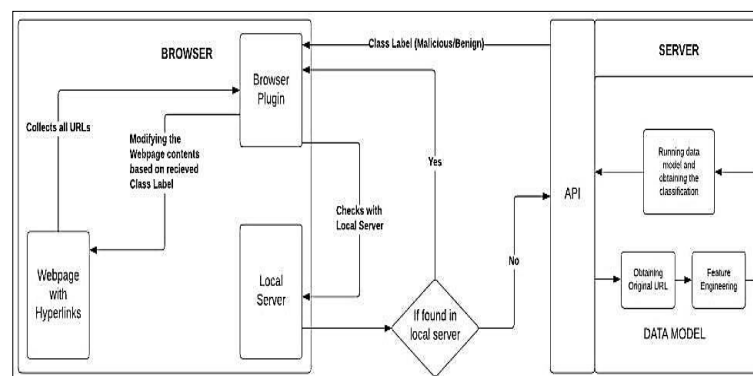 BROWSER
Browser
Plugin
Class Label (Malicious/Benign)
SERVER
Collects all URLs
Modifying the
Webpage contents
based on recieved
Class Label
Yes
Running data
model and
obtaining the
classification
API
Checks with
Local Server
Webpage
with
Hyperlinks
Local
Server
If found in
local server
No
Obtaining
Original URL
Feature
Engineering
DATA MODEL